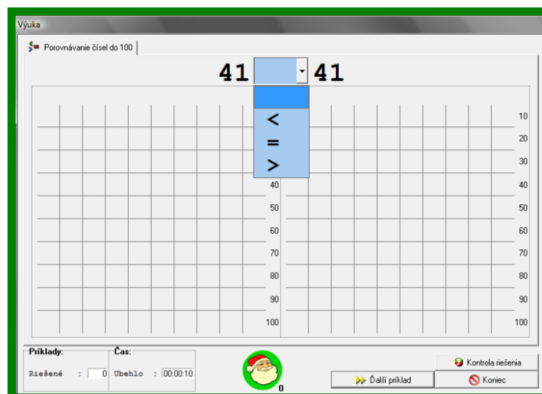 Výuka
Porovnávanie čísel do 100
41 41
<
=
>
10
20
30
40
40
50 50
60 60
70 70
80 80
90 90
100 100
Príklady: Čas:
Riešené : 0 Ubehlo : 00:00:10
0
Kontrola riešenia
Ďalší príklad
Koniec